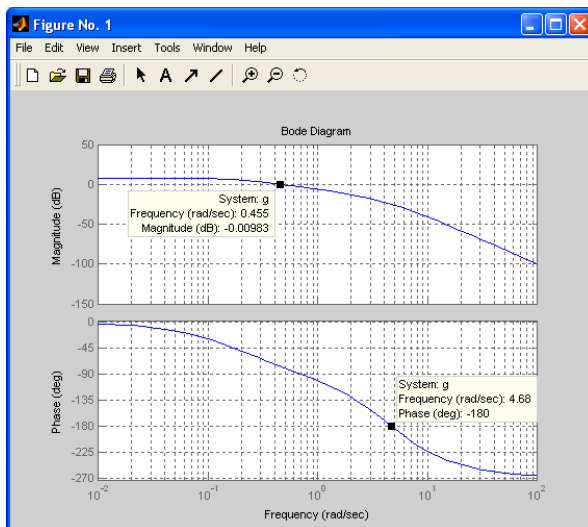 Figure No. 1
File Edit View Insert Tools Window Help
A
Bode Diagram
Magnitude (dB)
50
0
-50
-100
-150
System: g
Frequency (rad/sec): 0.455
Magnitude (dB): -0.00983
Phase (deg)
0
-45
-90
-135
-180
-225
-270
System: g
Frequency (rad/sec): 4.68
Phase (deg): -180
10^-2 10^-1 10^0 10^1 10^2
Frequency (rad/sec)